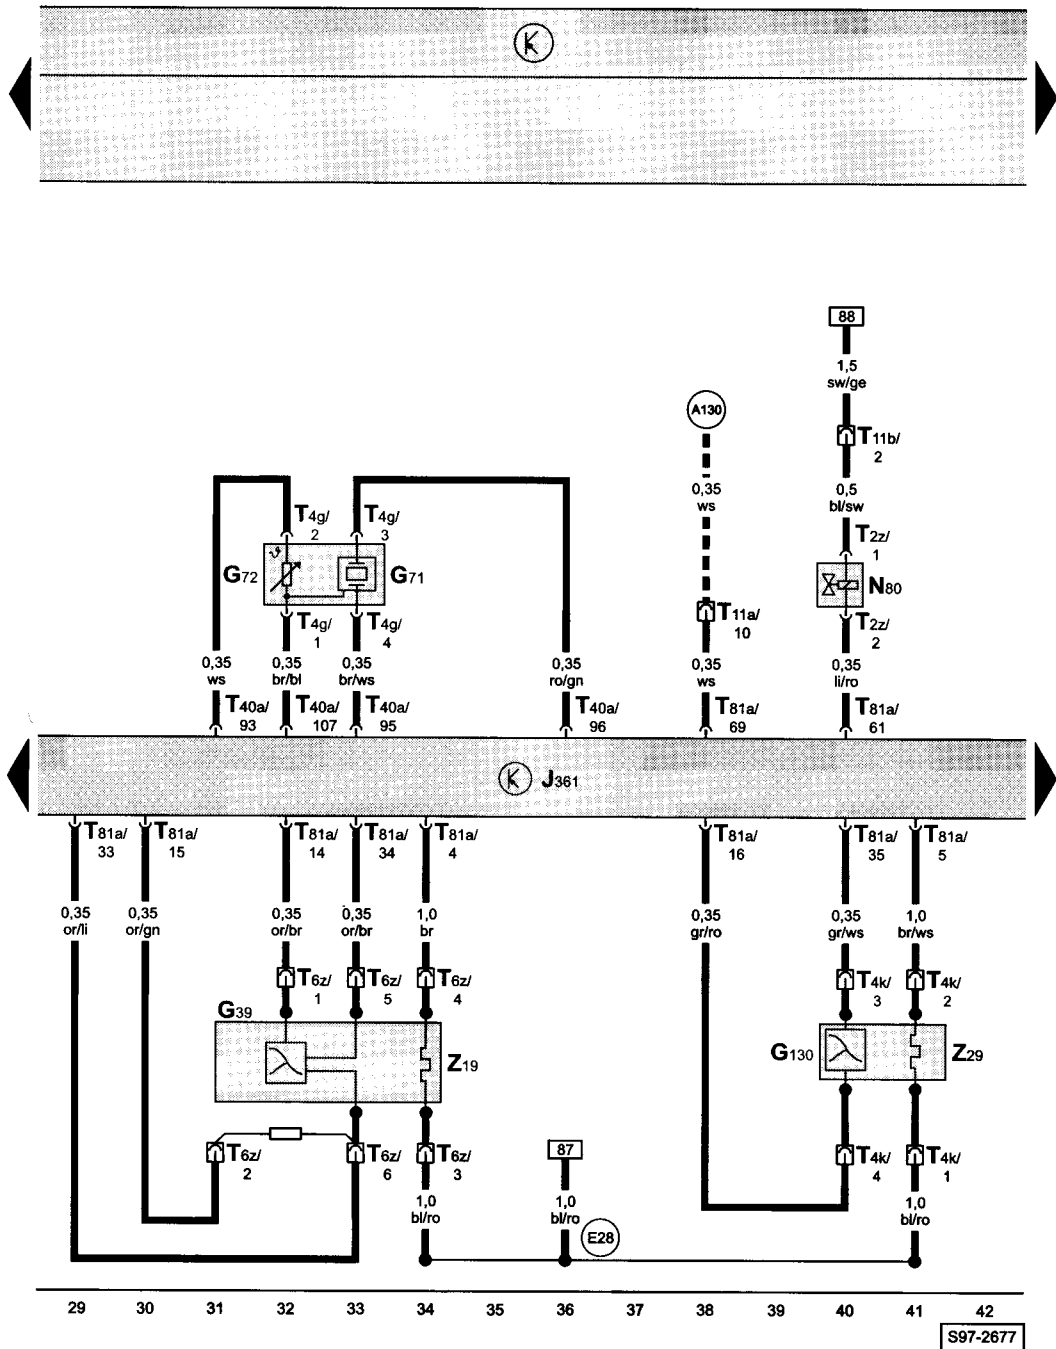 K
88
1,5
sw/ge
A130
T11b/
2
0,35
ws
0,5
bl/sw
T4g/
2
T4g/
3
T2z/
1
G72
G71
N80
T4g/
1
T4g/
4
T11a/
10
T2z/
2
0,35
ws
0,35
br/bl
0,35
br/ws
0,35
ro/gn
0,35
ws
0,35
li/ro
T40a/
93
T40a/
107
T40a/
95
T40a/
96
T81a/
69
T81a/
61
K J361
T81a/
33
T81a/
15
T81a/
14
T81a/
34
T81a/
4
T81a/
16
T81a/
35
T81a/
5
0,35
or/li
0,35
or/gn
0,35
or/br
0,35
or/br
1,0
br
0,35
gr/ro
0,35
gr/ws
1,0
br/ws
T6z/
1
T6z/
5
T6z/
4
T4k/
3
T4k/
2
G39
Z19
G130
Z29
T6z/
2
T6z/
6
T6z/
3
87
T4k/
4
T4k/
1
1,0
bl/ro
1,0
bl/ro
E28
1,0
bl/ro
29 30 31 32 33 34 35 36 37 38 39 40 41 42
S97-2677